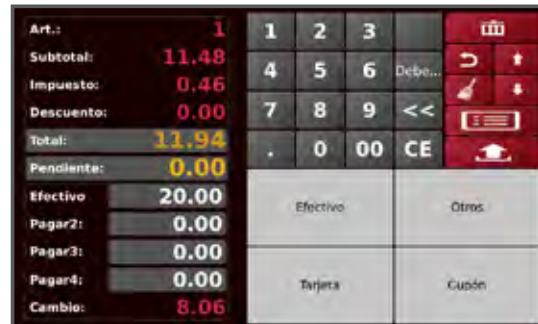 Art.: 1
Subtotal: 11.48
Impuesto: 0.46
Descuento: 0.00
Total: 11.94
Pendiente: 0.00
Efectivo 20.00
Pagar2: 0.00
Pagar3: 0.00
Pagar4: 0.00
Cambio: 8.06
1 2 3
4 5 6 Debe...
7 8 9 <<
. 0 00 CE
Efectivo Otros
Tarjeta Cupón